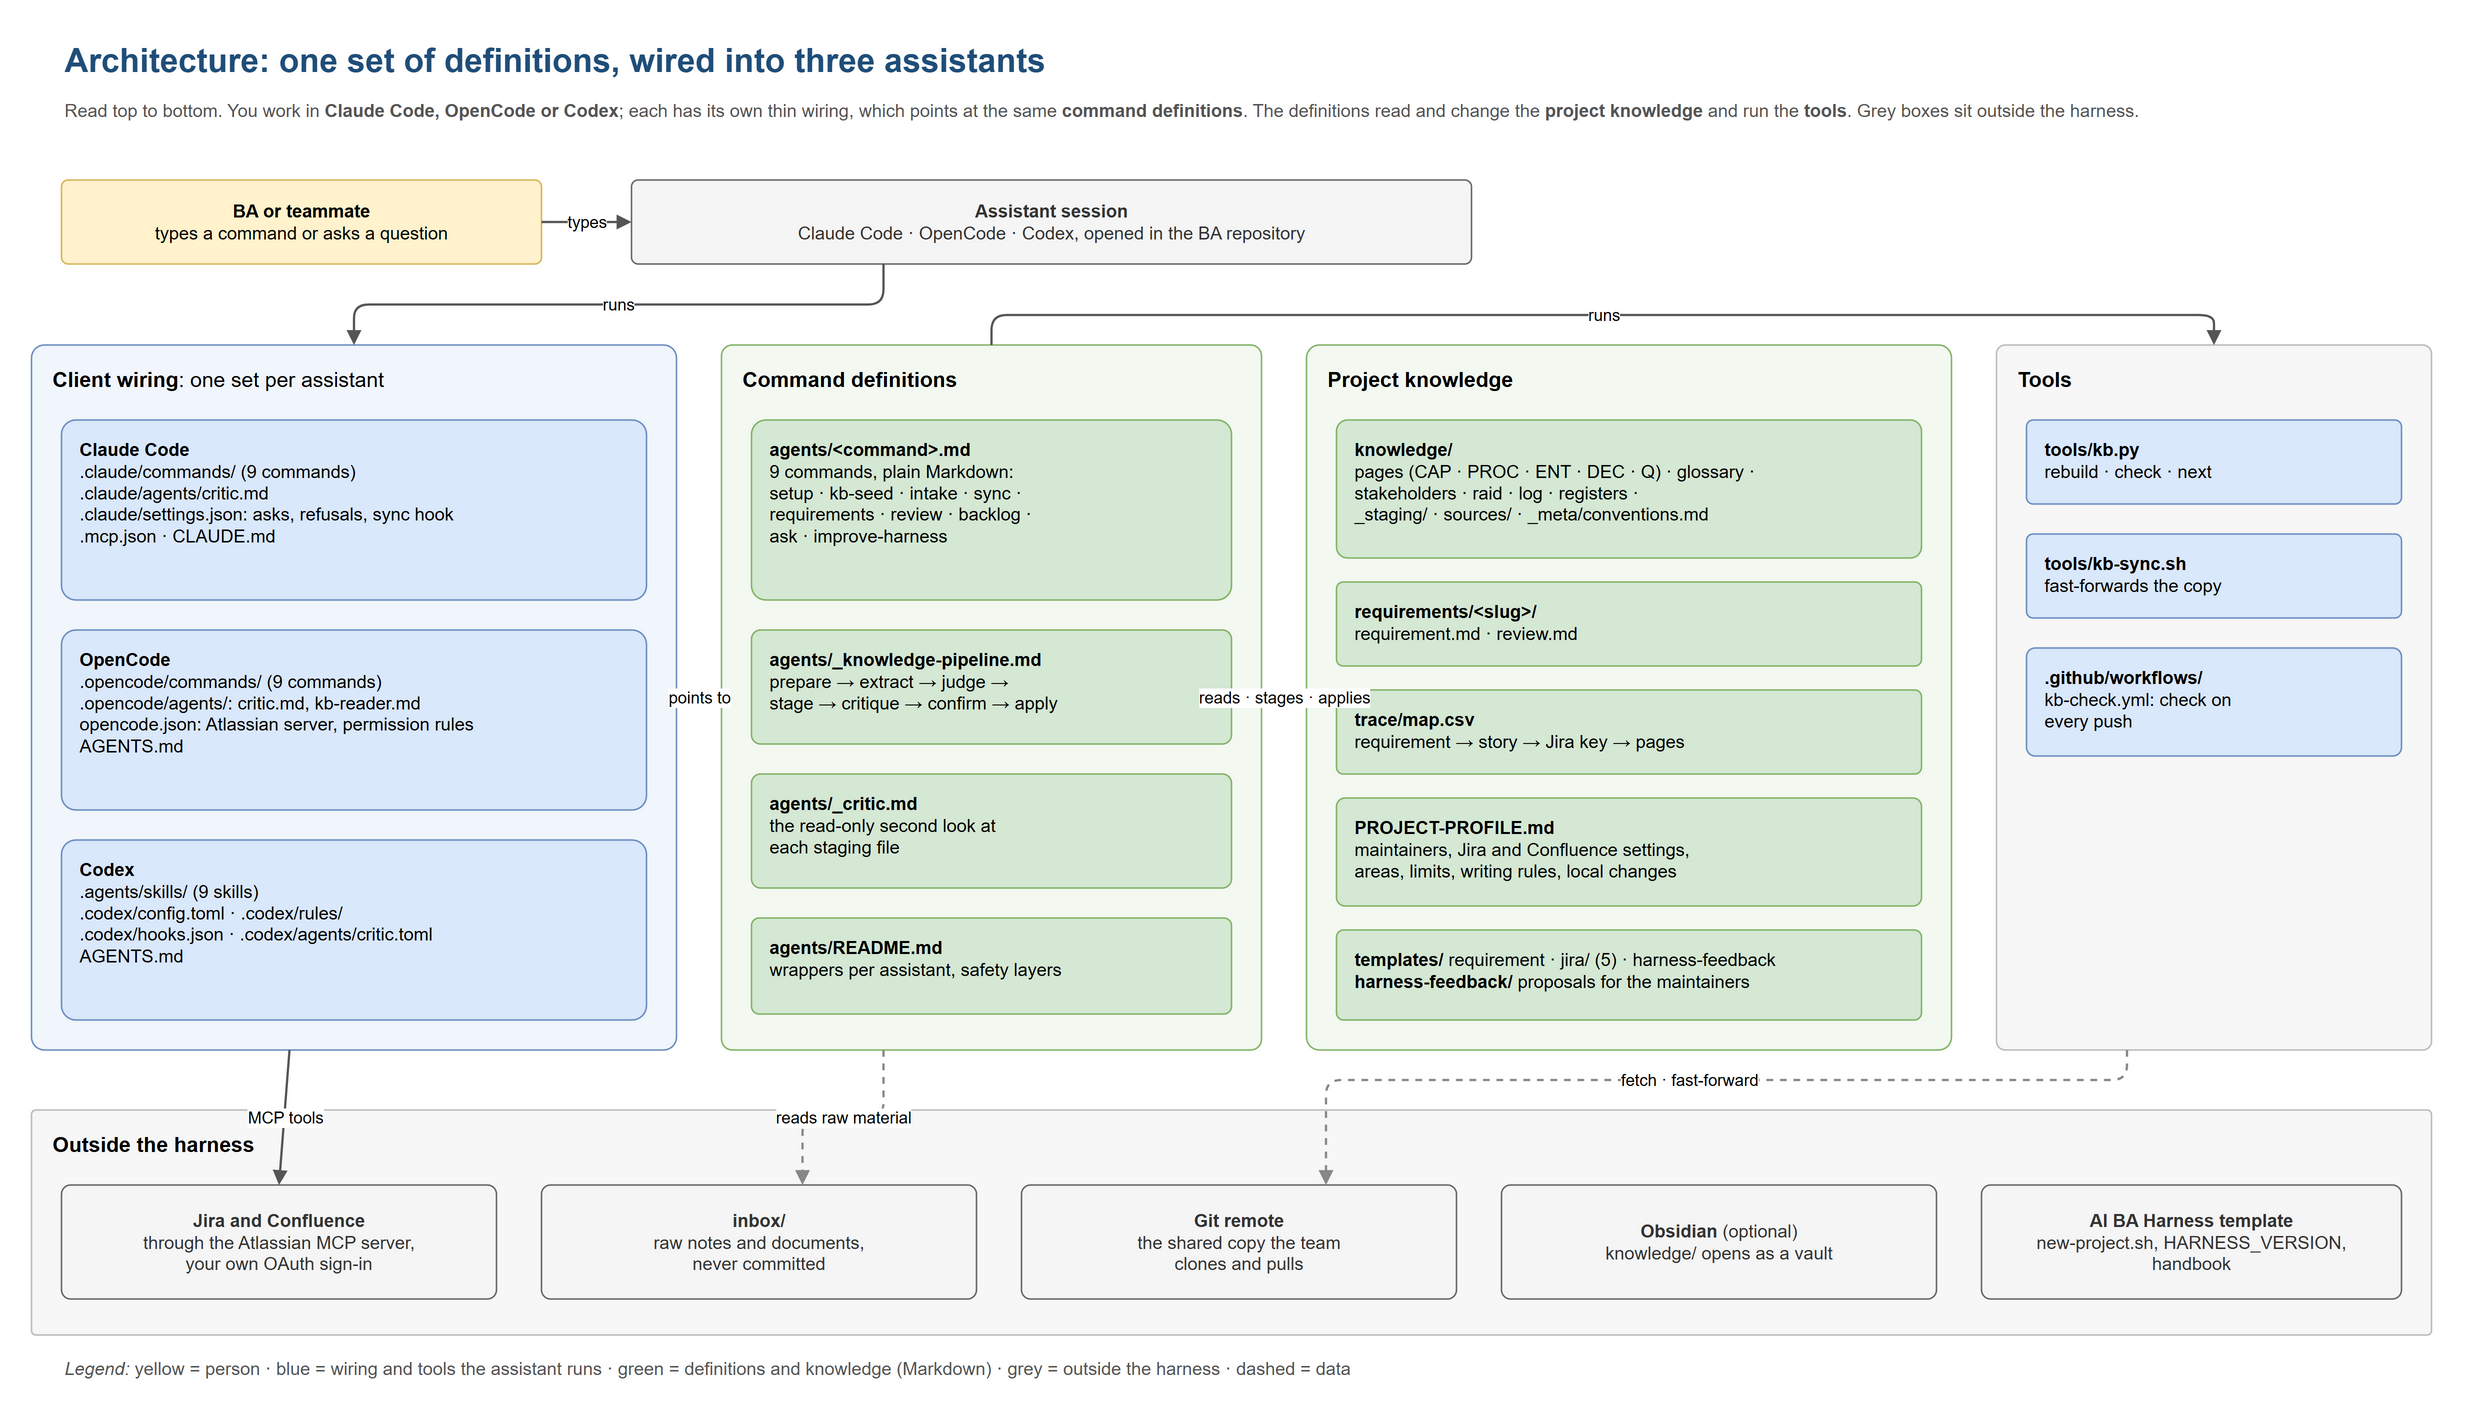 Architecture: one set of definitions, wired into three assistants
Read top to bottom. You work in Claude Code, OpenCode or Codex; each has its own thin wiring, which points at the same command definitions. The definitions read and change the project knowledge and run the tools. Grey boxes sit outside the harness.
BA or teammate
types a command or asks a question
types
Assistant session
Claude Code · OpenCode · Codex, opened in the BA repository
runs
runs
Client wiring: one set per assistant
Claude Code
.claude/commands/ (9 commands)
.claude/agents/critic.md
.claude/settings.json: asks, refusals, sync hook
.mcp.json · CLAUDE.md
OpenCode
.opencode/commands/ (9 commands)
.opencode/agents/: critic.md, kb-reader.md
opencode.json: Atlassian server, permission rules
AGENTS.md
Codex
.agents/skills/ (9 skills)
.codex/config.toml · .codex/rules/
.codex/hooks.json · .codex/agents/critic.toml
AGENTS.md
points to
Command definitions
agents/<command>.md
9 commands, plain Markdown:
setup · kb-seed · intake · sync ·
requirements · review · backlog ·
ask · improve-harness
agents/_knowledge-pipeline.md
prepare → extract → judge →
stage → critique → confirm → apply
agents/_critic.md
the read-only second look at
each staging file
agents/README.md
wrappers per assistant, safety layers
reads · stages · applies
Project knowledge
knowledge/
pages (CAP · PROC · ENT · DEC · Q) · glossary ·
stakeholders · raid · log · registers ·
_staging/ · sources/ · _meta/conventions.md
requirements/<slug>/
requirement.md · review.md
trace/map.csv
requirement → story → Jira key → pages
PROJECT-PROFILE.md
maintainers, Jira and Confluence settings,
areas, limits, writing rules, local changes
templates/ requirement · jira/ (5) · harness-feedback
harness-feedback/ proposals for the maintainers
Tools
tools/kb.py
rebuild · check · next
tools/kb-sync.sh
fast-forwards the copy
.github/workflows/
kb-check.yml: check on
every push
MCP tools
reads raw material
fetch · fast-forward
Outside the harness
Jira and Confluence
through the Atlassian MCP server,
your own OAuth sign-in
inbox/
raw notes and documents,
never committed
Git remote
the shared copy the team
clones and pulls
Obsidian (optional)
knowledge/ opens as a vault
AI BA Harness template
new-project.sh, HARNESS_VERSION,
handbook
Legend: yellow = person · blue = wiring and tools the assistant runs · green = definitions and knowledge (Markdown) · grey = outside the harness · dashed = data